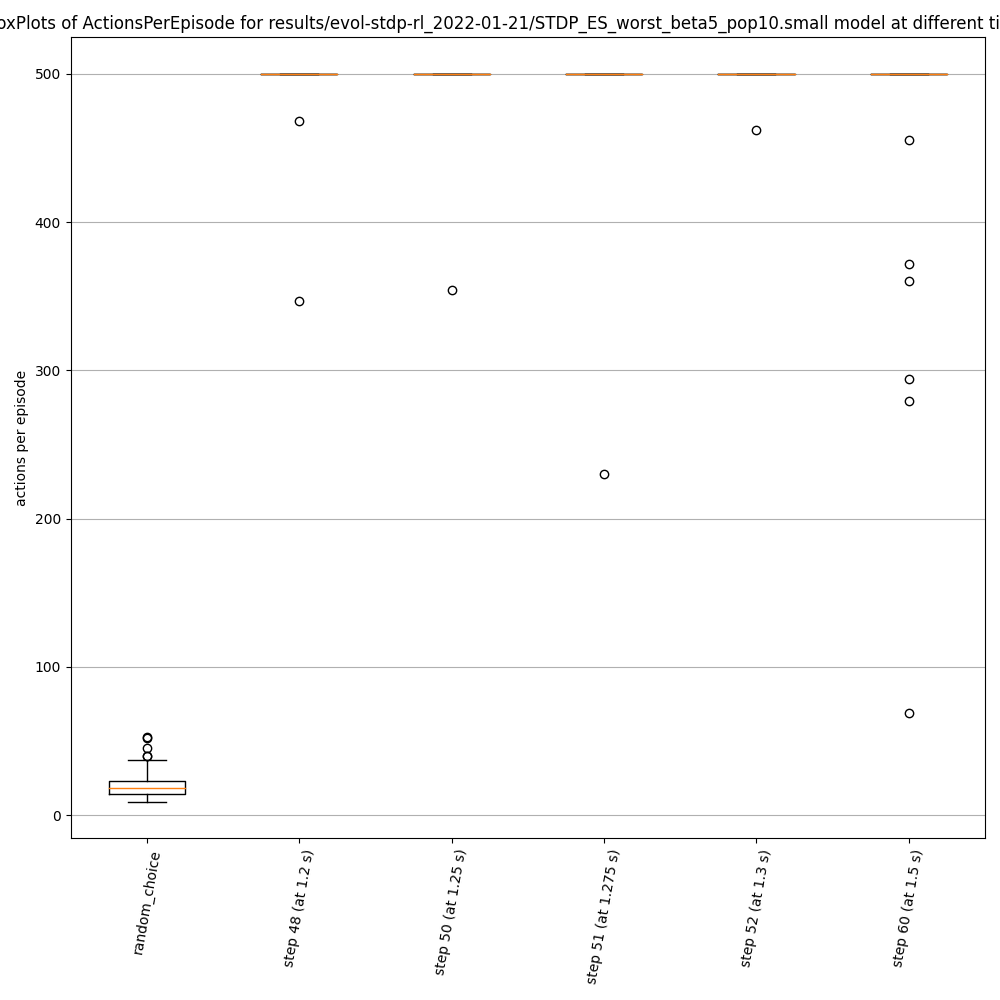 oxPlots of ActionsPerEpisode for results/evol-stdp-rl_2022-01-21/STDP_ES_worst_beta5_pop10.small model at different ti
500
400
300
200
100
0
actions per episode
random_choice
step 48 (at 1.2 s)
step 50 (at 1.25 s)
step 51 (at 1.275 s)
step 52 (at 1.3 s)
step 60 (at 1.5 s)